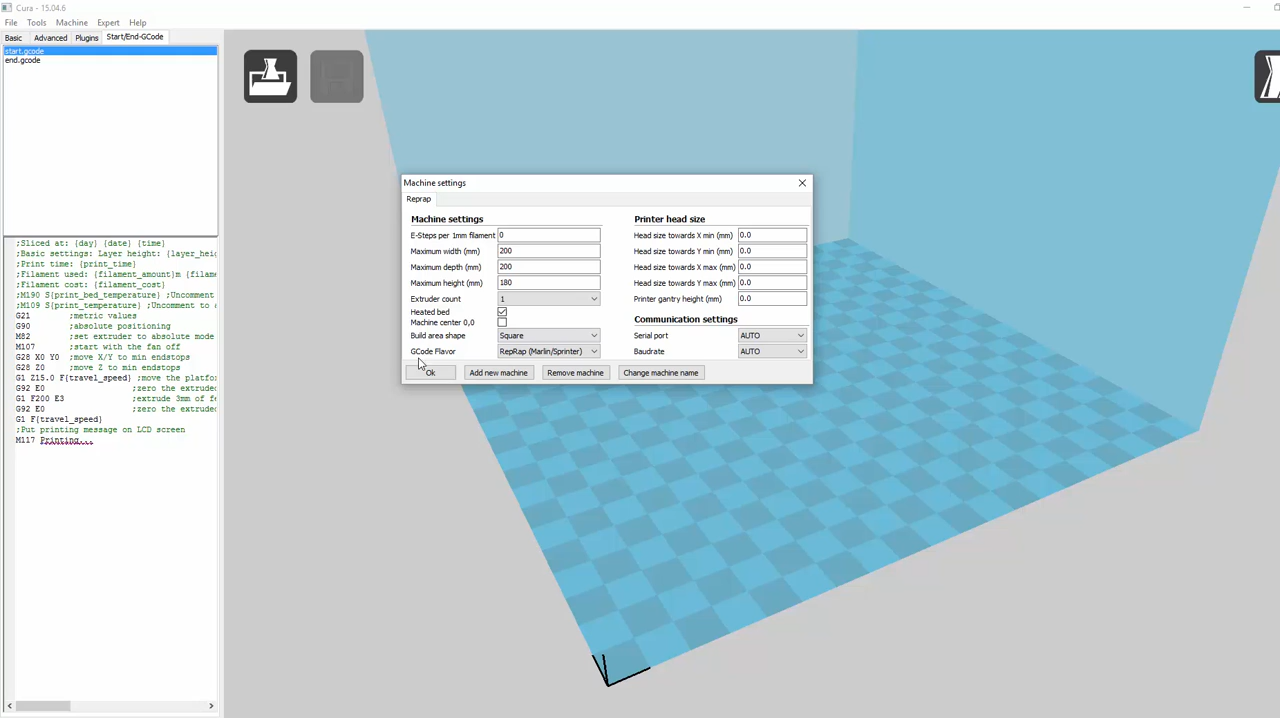 Cura - 15.04.6
File Tools Machine Expert Help
Basic Advanced Plugins Start/End-GCode
start.gcode
end.gcode
;Sliced at: {day} {date} {time}
;Basic settings: Layer height: {layer_hei
;Print time: {print_time}
;Filament used: {filament_amount}m {filam
;Filament cost: {filament_cost}
;M190 S{print_bed_temperature} ;Uncomment
;M109 S{print_temperature} ;Uncomment to
G21 ;metric values
G90 ;absolute positioning
M82 ;set extruder to absolute mode
M107 ;start with the fan off
G28 X0 Y0 ;move X/Y to min endstops
G28 Z0 ;move Z to min endstops
G1 Z15.0 F{travel_speed} ;move the platfo
G92 E0 ;zero the extruded
G1 F200 E3 ;extrude 3mm of fe
G92 E0 ;zero the extruded
G1 F{travel_speed}
;Put printing message on LCD screen
M117 Printing...
Machine settings
Reprap
Machine settings
E-Steps per 1mm filament 0
Maximum width (mm) 200
Maximum depth (mm) 200
Maximum height (mm) 180
Extruder count 1
Heated bed
Machine center 0,0
Build area shape Square
GCode Flavor RepRap (Marlin/Sprinter)
Printer head size
Head size towards X min (mm) 0.0
Head size towards Y min (mm) 0.0
Head size towards X max (mm) 0.0
Head size towards Y max (mm) 0.0
Printer gantry height (mm) 0.0
Communication settings
Serial port AUTO
Baudrate AUTO
Ok Add new machine Remove machine Change machine name